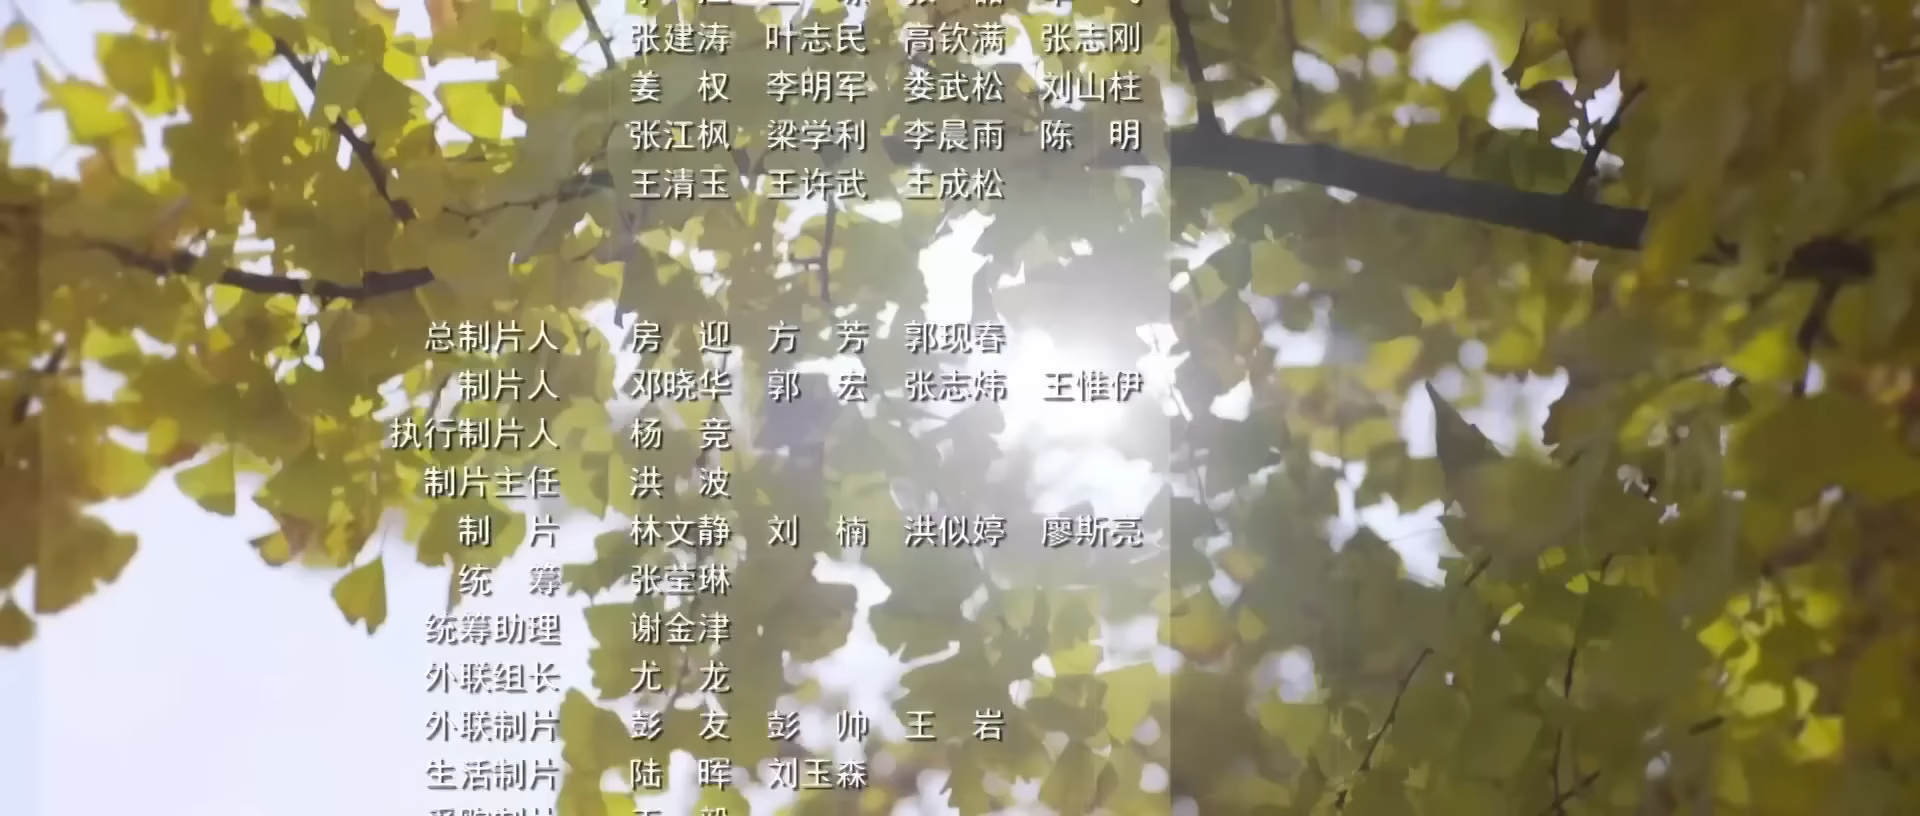 张建涛 叶志民 高钦满 张志刚
姜 权 李明军 娄武松 刘山柱
张江枫 梁学利 李晨雨 陈 明
王清玉 王许武 王成松
总制片人 房 迎 方 芳 郭现春
制片人 邓晓华 郭 宏 张志炜 王惟伊
执行制片人 杨 竞
制片主任 洪 波
制 片 林文静 刘 楠 洪似婷 廖斯亮
统 筹 张莹琳
统筹助理 谢金津
外联组长 尤 龙
外联制片 彭 友 彭 帅 王 岩
生活制片 陆 晖 刘玉森